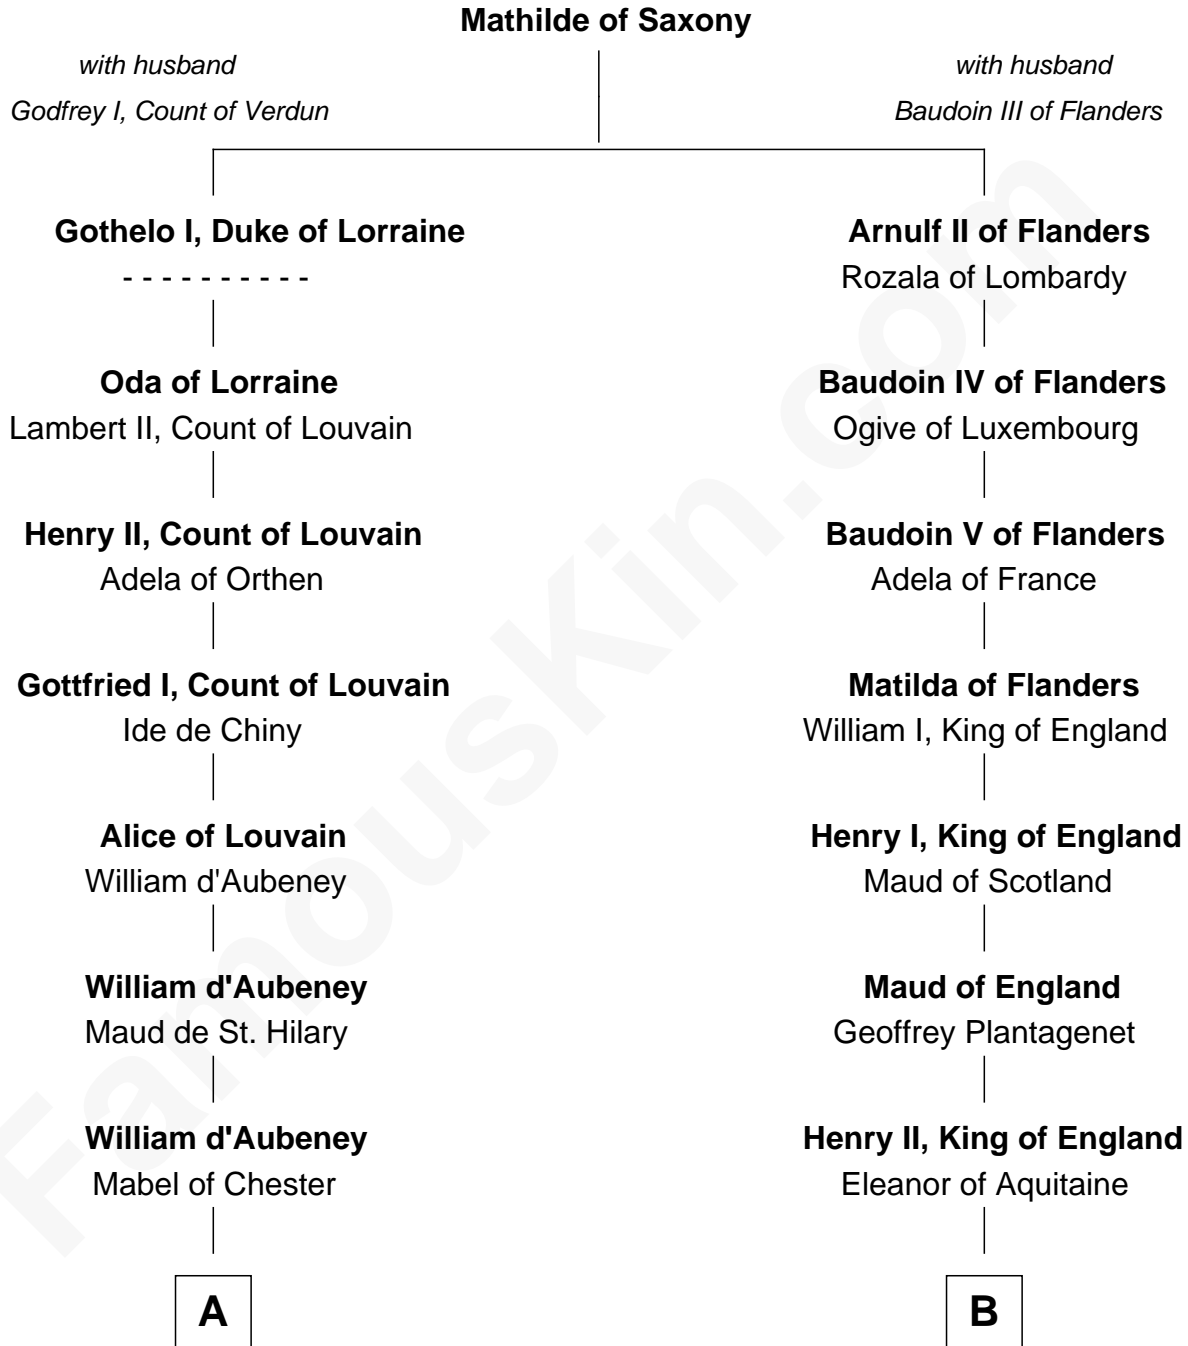 Mathilde of Saxony
with husband
Godfrey I, Count of Verdun
with husband
Baudoin III of Flanders
Gothelo I, Duke of Lorraine
- - - - - - - - - -
Arnulf II of Flanders
Rozala of Lombardy
Oda of Lorraine
Lambert II, Count of Louvain
Baudoin IV of Flanders
Ogive of Luxembourg
Henry II, Count of Louvain
Adela of Orthen
Baudoin V of Flanders
Adela of France
Gottfried I, Count of Louvain
Ide de Chiny
Matilda of Flanders
William I, King of England
Alice of Louvain
William d'Aubeney
Henry I, King of England
Maud of Scotland
William d'Aubeney
Maud de St. Hilary
Maud of England
Geoffrey Plantagenet
William d'Aubeney
Mabel of Chester
Henry II, King of England
Eleanor of Aquitaine
A
B
FamousKin.com